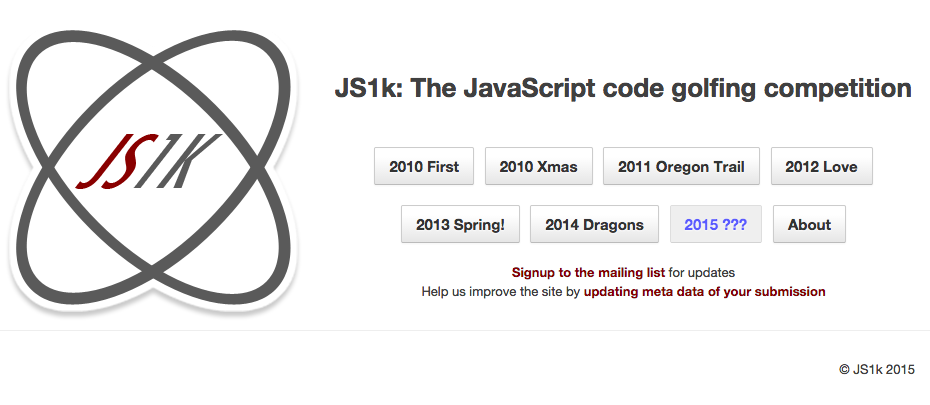 JS1K
JS1k: The JavaScript code golfing competition
2010 First 2010 Xmas 2011 Oregon Trail 2012 Love
2013 Spring! 2014 Dragons 2015 ??? About
Signup to the mailing list for updates
Help us improve the site by updating meta data of your submission
© JS1k 2015